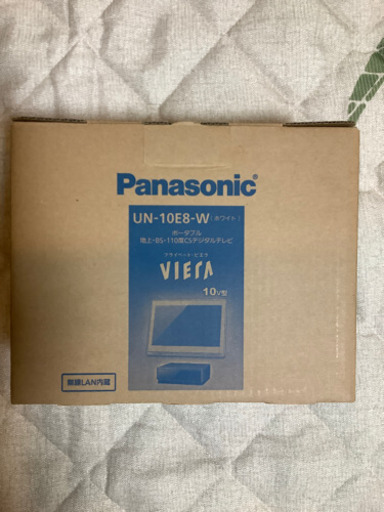 Panasonic
UN-10E8-W(ホワイト)
ポータブル
地上・BS・110度CSデジタルテレビ
プライベート・ビエラ
VIERA
10V型
無線LAN内蔵